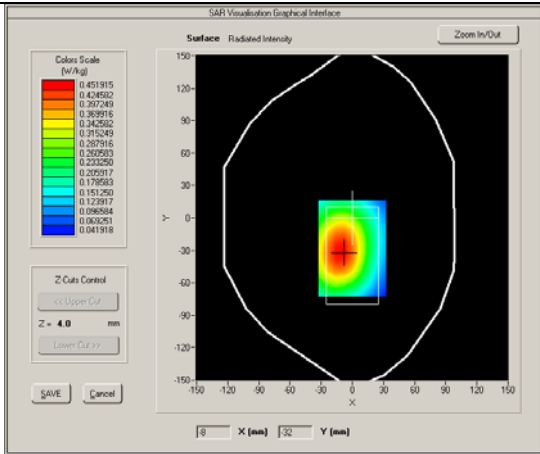 SAR Visualisation Graphical Interface
Surface Radiated Intensity
Zoom In/Out
Colors Scale
(W/kg)
0.451915
0.424582
0.397249
0.369916
0.342582
0.315249
0.287916
0.260583
0.233250
0.205917
0.178583
0.151250
0.123917
0.096584
0.069251
0.041918
150
120
90
60
30
0
-30
-60
-90
-120
-150
Y
-150 -120 -90 -60 -30 0 30 60 90 120 150
X
Z-Cuts Control
<< Upper Cut
Z = 4.0 mm
Lower Cut >>
SAVE Cancel
-8 X (mm) -32 Y (mm)